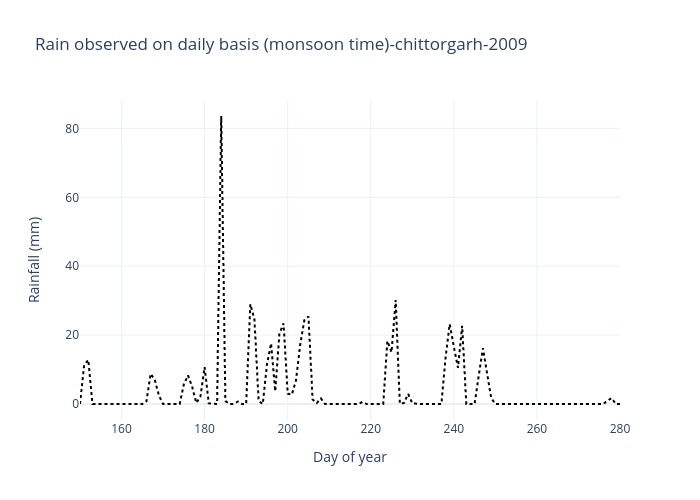 Rain observed on daily basis (monsoon time)-chittorgarh-2009
80
60
40
20
0
Rainfall (mm)
160 180 200 220 240 260 280
Day of year